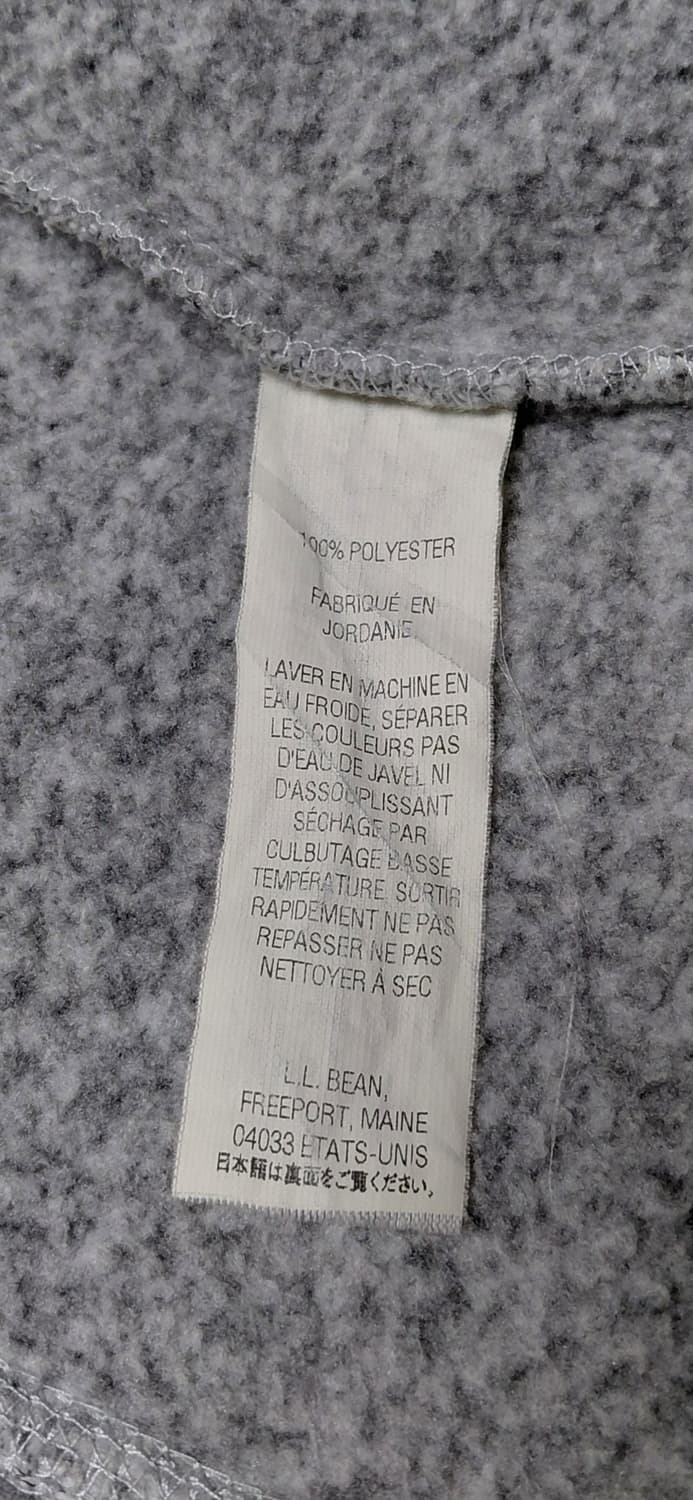 100% POLYESTER
FABRIQUÉ EN
JORDANIE
LAVER EN MACHINE EN
EAU FROIDE, SÉPARER
LES COULEURS PAS
D'EAU DE JAVEL NI
D'ASSOUPLISSANT
SÉCHAGE PAR
CULBUTAGE BASSE
TEMPÉRATURE SORTIR
RAPIDEMENT NE PAS
REPASSER NE PAS
NETTOYER À SEC
L.L. BEAN,
FREEPORT, MAINE
04033 ETATS-UNIS
日本語は裏面をご覧ください。